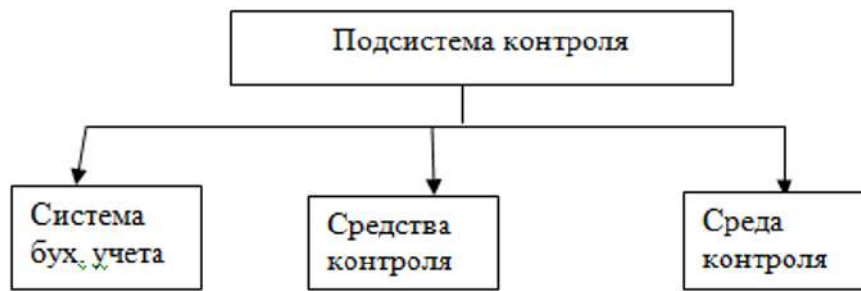 Подсистема контроля
Система
бух. учета
Средства
контроля
Среда
контроля